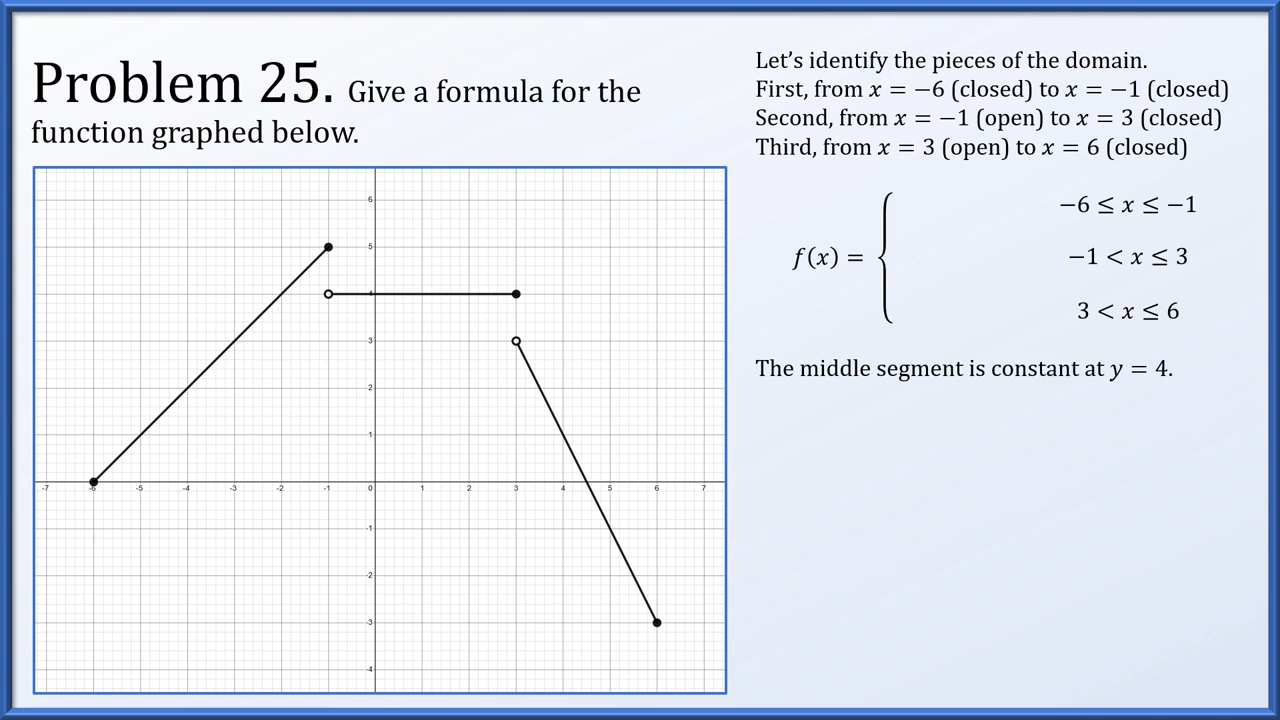 Problem 25. Give a formula for the
function graphed below.
Let’s identify the pieces of the domain.
First, from x = −6 (closed) to x = −1 (closed)
Second, from x = −1 (open) to x = 3 (closed)
Third, from x = 3 (open) to x = 6 (closed)
−6 ≤ x ≤ −1
f(x) = { −1 < x ≤ 3
3 < x ≤ 6
The middle segment is constant at y = 4.
6
5
4
3
2
1
-7 -6 -5 -4 -3 -2 -1 0 1 2 3 4 5 6 7
-1
-2
-3
-4